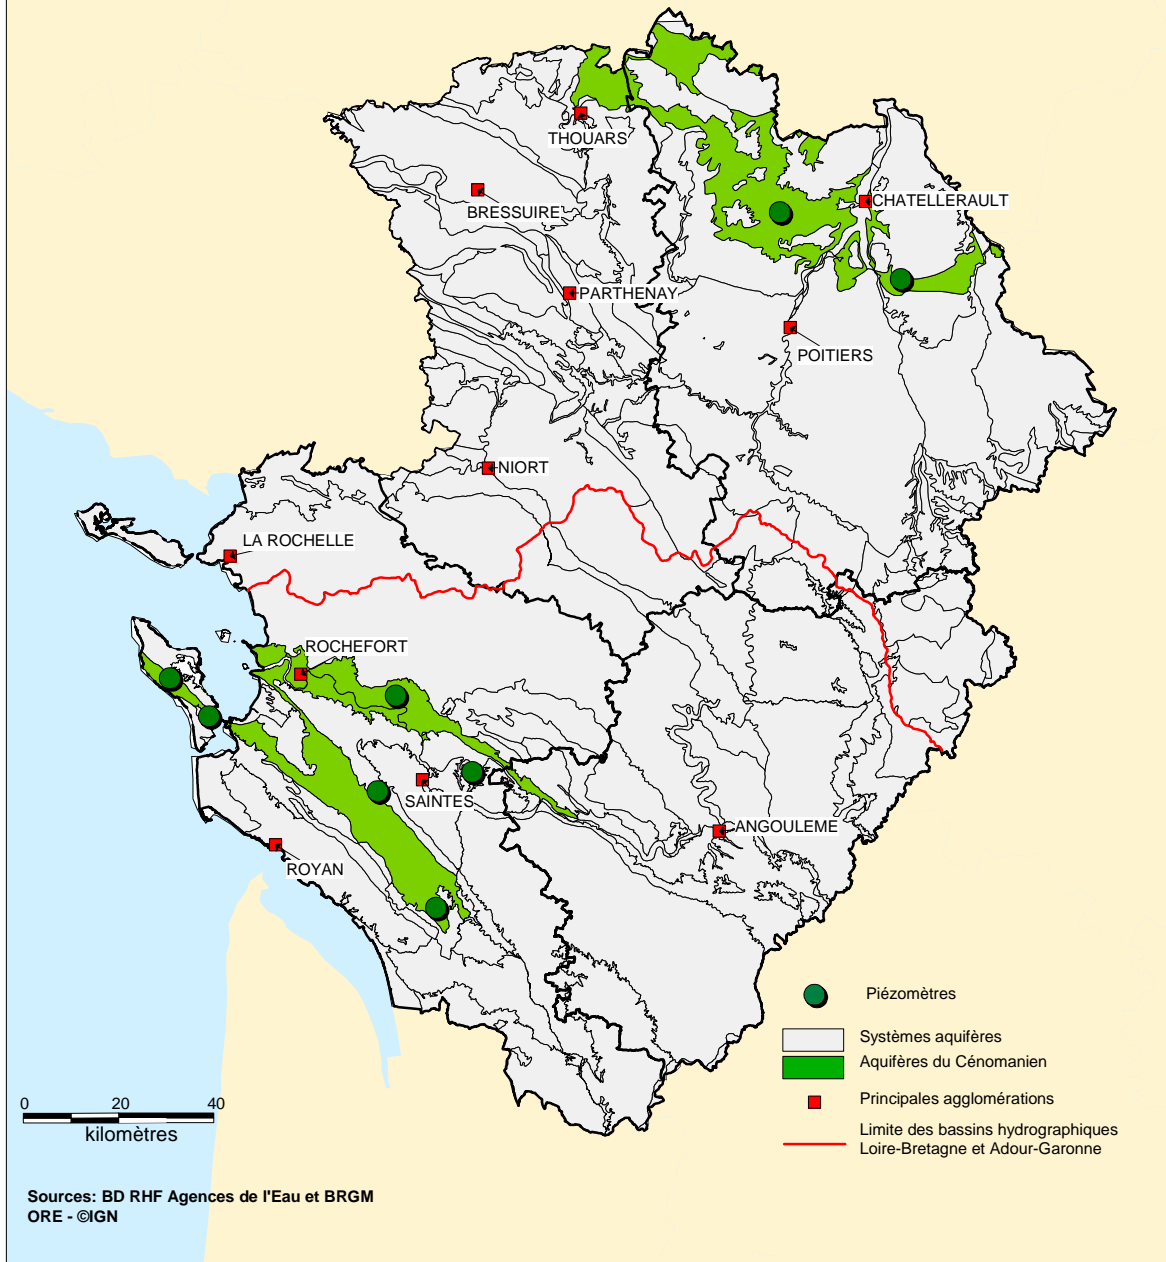 THOUARS
BRESSUIRE
CHATELLERAULT
PARTHENAY
POITIERS
NIORT
LA ROCHELLE
ROCHEFORT
SAINTES
ANGOULEME
ROYAN
Piézomètres
Systèmes aquifères
Aquifères du Cénomanien
Principales agglomérations
Limite des bassins hydrographiques
Loire-Bretagne et Adour-Garonne
0 20 40
kilomètres
Sources: BD RHF Agences de l'Eau et BRGM
ORE - ©IGN